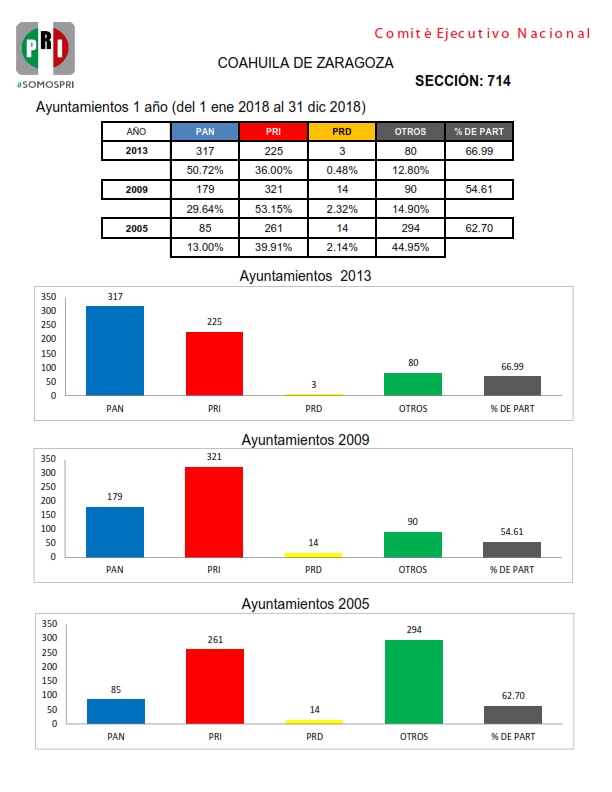 Comité Ejecutivo Nacional
PRI
#SOMOSPRI
COAHUILA DE ZARAGOZA
SECCIÓN: 714
Ayuntamientos 1 año (del 1 ene 2018 al 31 dic 2018)
AÑO PAN PRI PRD OTROS % DE PART
2013 317 225 3 80 66.99
50.72% 36.00% 0.48% 12.80%
2009 179 321 14 90 54.61
29.64% 53.15% 2.32% 14.90%
2005 85 261 14 294 62.70
13.00% 39.91% 2.14% 44.95%
Ayuntamientos 2013
350
300
250
200
150
100
50
0
317
225
3
80
66.99
PAN PRI PRD OTROS % DE PART
Ayuntamientos 2009
350
300
250
200
150
100
50
0
179
321
14
90
54.61
PAN PRI PRD OTROS % DE PART
Ayuntamientos 2005
350
300
250
200
150
100
50
0
85
261
14
294
62.70
PAN PRI PRD OTROS % DE PART